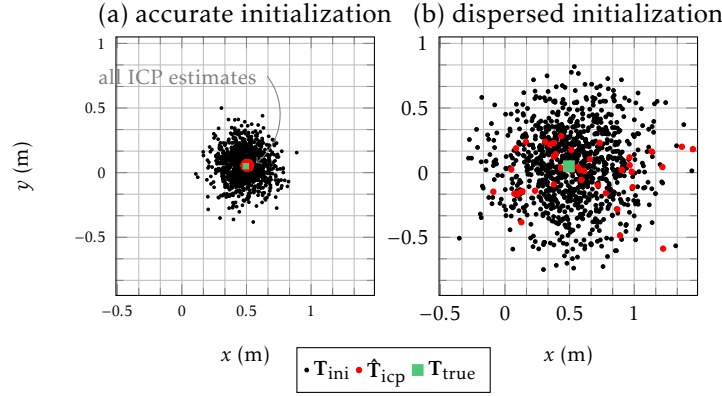 (a) accurate initialization (b) dispersed initialization
1 1
all ICP estimates
0.5 0.5
y (m)
0 0
−0.5 −0.5
−0.5 0 0.5 1 −0.5 0 0.5 1
x (m) x (m)
T_ini T̂_icp T_true